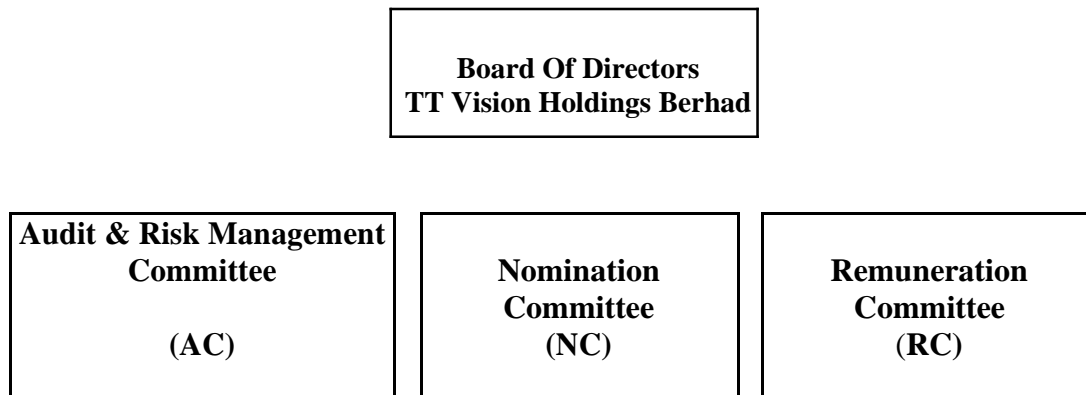 Board Of Directors
TT Vision Holdings Berhad
Audit & Risk Management
Committee
(AC)
Nomination
Committee
(NC)
Remuneration
Committee
(RC)